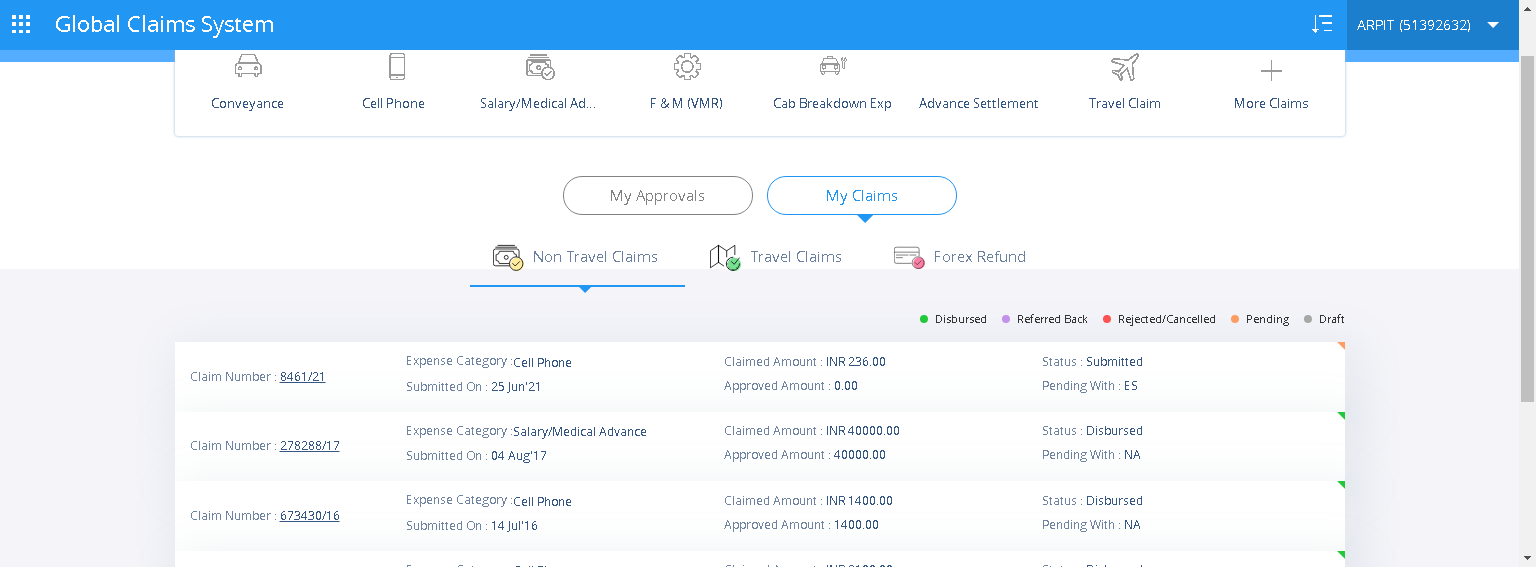 Global Claims System
ARPIT (51392632)
Conveyance
Cell Phone
Salary/Medical Ad...
F & M (VMR)
Cab Breakdown Exp
Advance Settlement
Travel Claim
More Claims
My Approvals
My Claims
Non Travel Claims
Travel Claims
Forex Refund
Disbursed
Referred Back
Rejected/Cancelled
Pending
Draft
Claim Number : 8461/21
Expense Category :Cell Phone
Submitted On : 25 Jun'21
Claimed Amount : INR 236.00
Approved Amount : 0.00
Status : Submitted
Pending With : ES
Claim Number : 278288/17
Expense Category :Salary/Medical Advance
Submitted On : 04 Aug'17
Claimed Amount : INR 40000.00
Approved Amount : 40000.00
Status : Disbursed
Pending With : NA
Claim Number : 673430/16
Expense Category :Cell Phone
Submitted On : 14 Jul'16
Claimed Amount : INR 1400.00
Approved Amount : 1400.00
Status : Disbursed
Pending With : NA